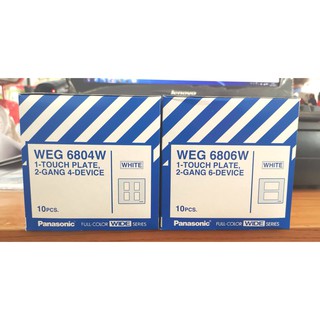 lenovo
WEG 6804W
1-TOUCH PLATE,
2-GANG 4-DEVICE
WHITE
10PCS.
Panasonic FULL-COLOR WIDE SERIES
WEG 6806W
1-TOUCH PLATE,
2-GANG 6-DEVICE
WHITE
10PCS.
Panasonic FULL-COLOR WIDE SERIES